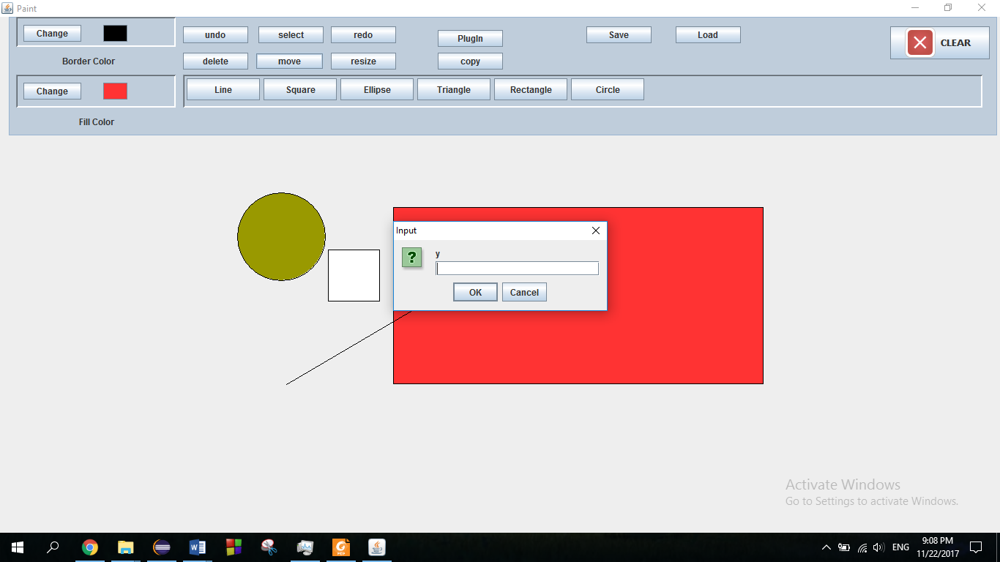 Paint
Change
undo
select
redo
PlugIn
Save
Load
CLEAR
Border Color
delete
move
resize
copy
Change
Line
Square
Ellipse
Triangle
Rectangle
Circle
Fill Color
Input
?
y
OK
Cancel
Activate Windows
Go to Settings to activate Windows.
W
PDF
ENG
9:08 PM
11/22/2017